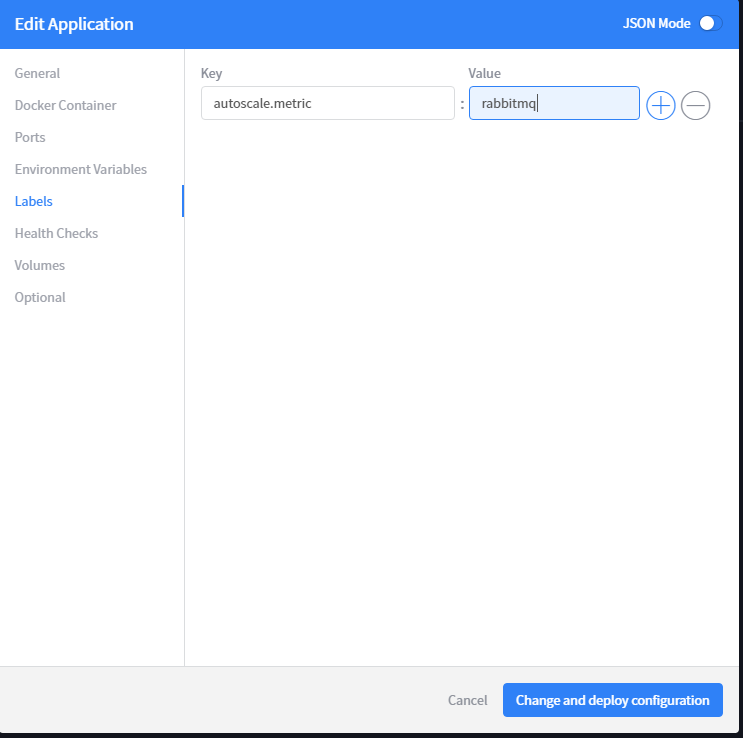 Edit Application
JSON Mode
General
Docker Container
Ports
Environment Variables
Labels
Health Checks
Volumes
Optional
Key
Value
autoscale.metric : rabbitmq
Cancel
Change and deploy configuration